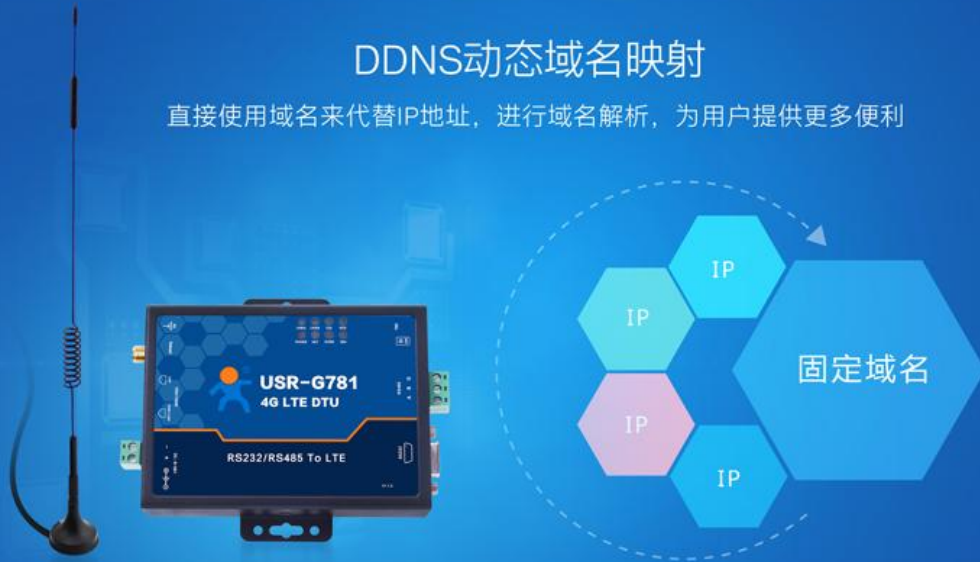 DDNS动态域名映射
直接使用域名来代替IP地址，进行域名解析，为用户提供更多便利
IP
IP
固定域名
IP
IP
USR-G781
4G LTE DTU
RS232/RS485 To LTE